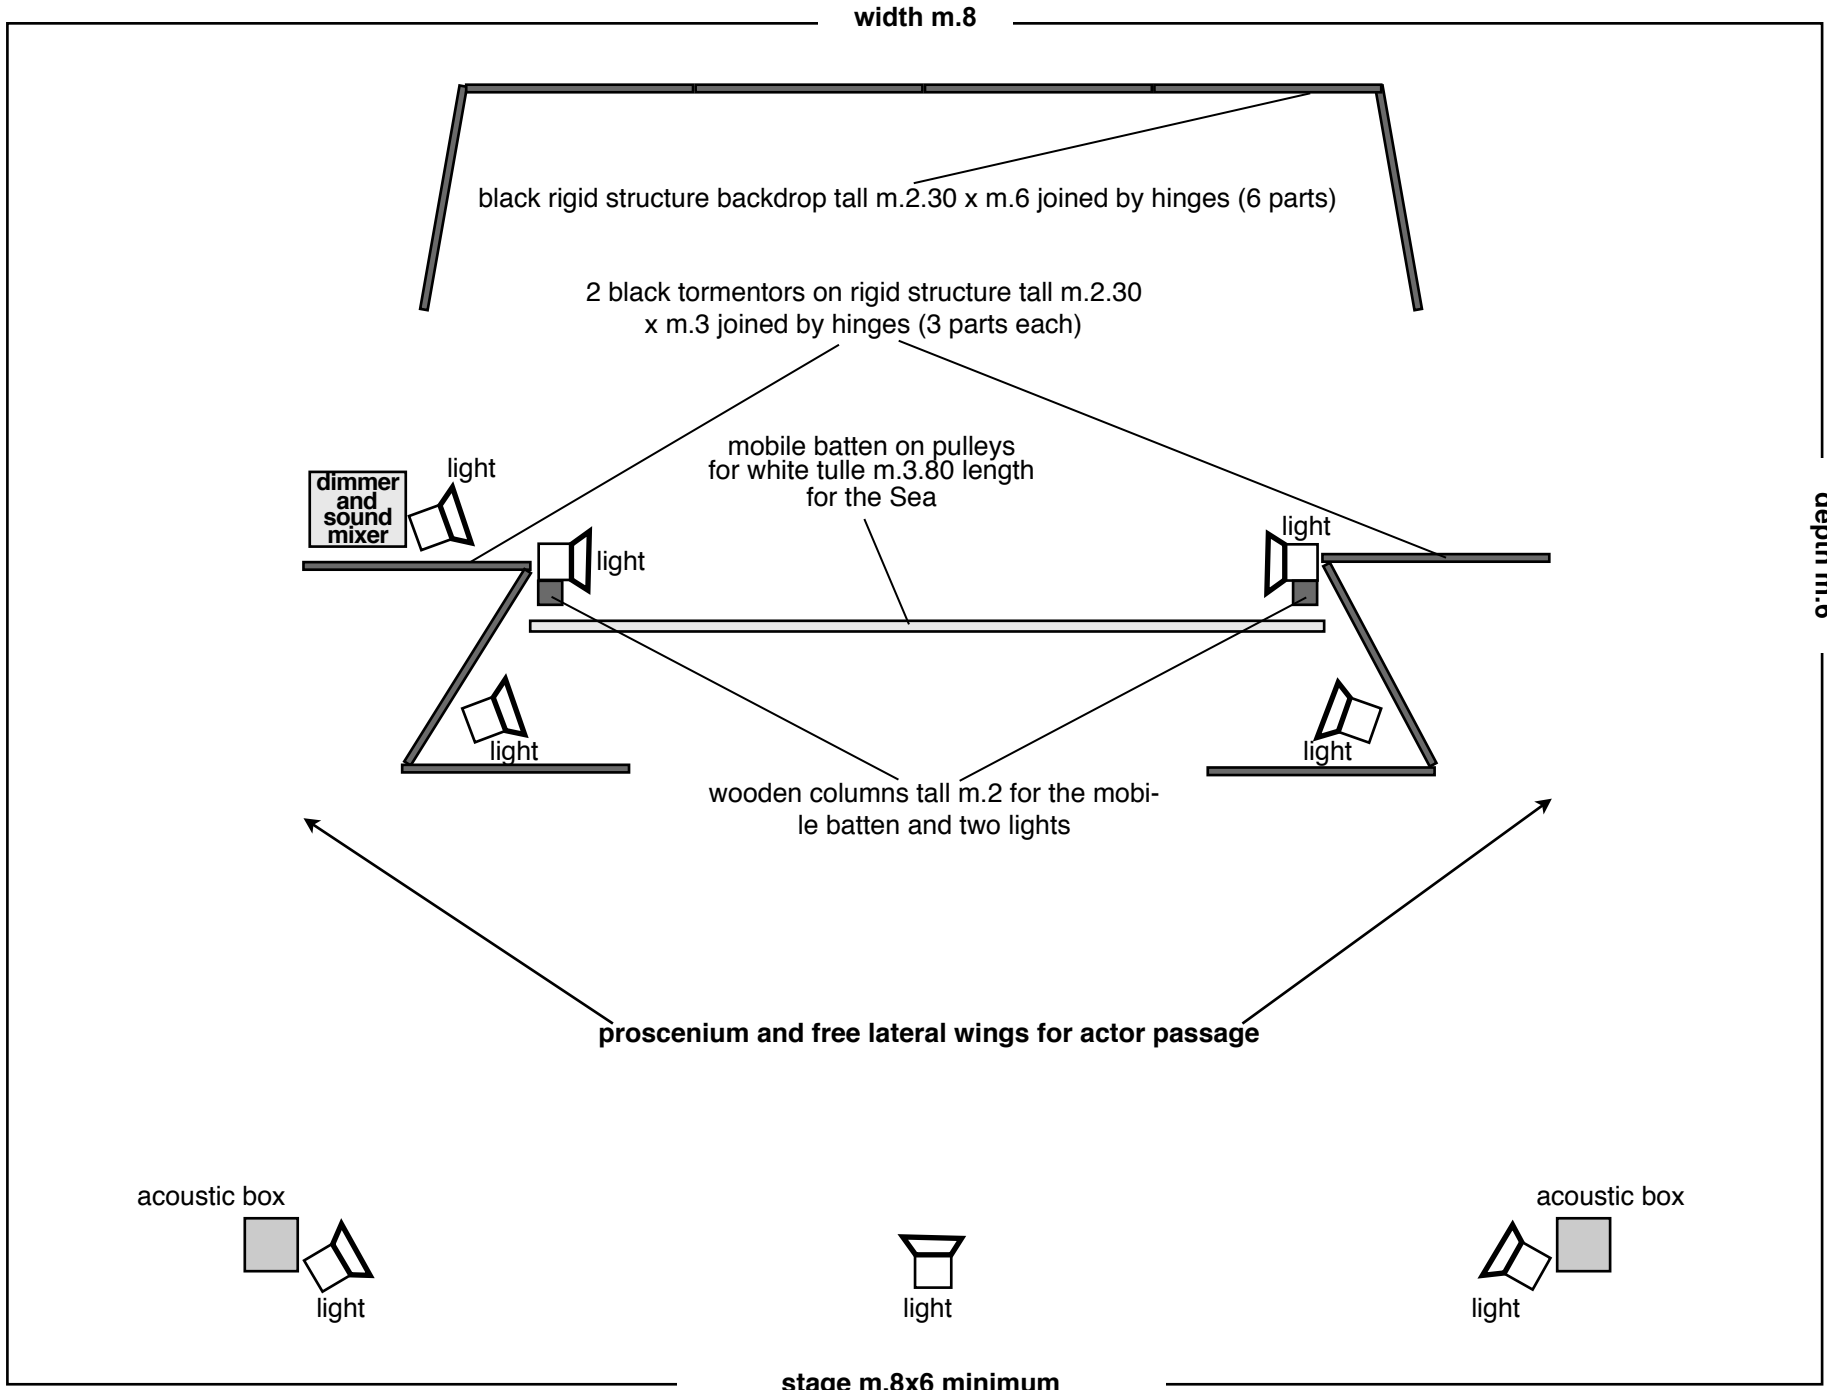 width m.8
black rigid structure backdrop tall m.2.30 x m.6 joined by hinges (6 parts)
2 black tormentors on rigid structure tall m.2.30
x m.3 joined by hinges (3 parts each)
mobile batten on pulleys
for white tulle m.3.80 length
for the Sea
light
dimmer
and
sound
mixer
light
light
depth m.6
light
light
wooden columns tall m.2 for the mobi-
le batten and two lights
proscenium and free lateral wings for actor passage
acoustic box
acoustic box
light
light
light
stage m.8x6 minimum